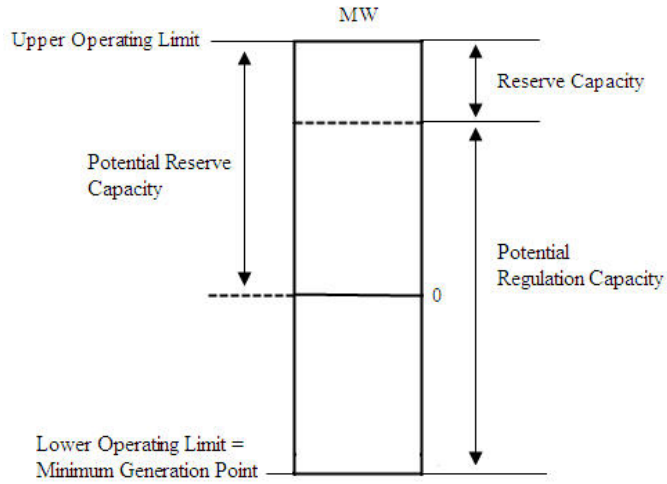 MW
Upper Operating Limit
Reserve Capacity
Potential Reserve
Capacity
Potential
Regulation Capacity
0
Lower Operating Limit =
Minimum Generation Point